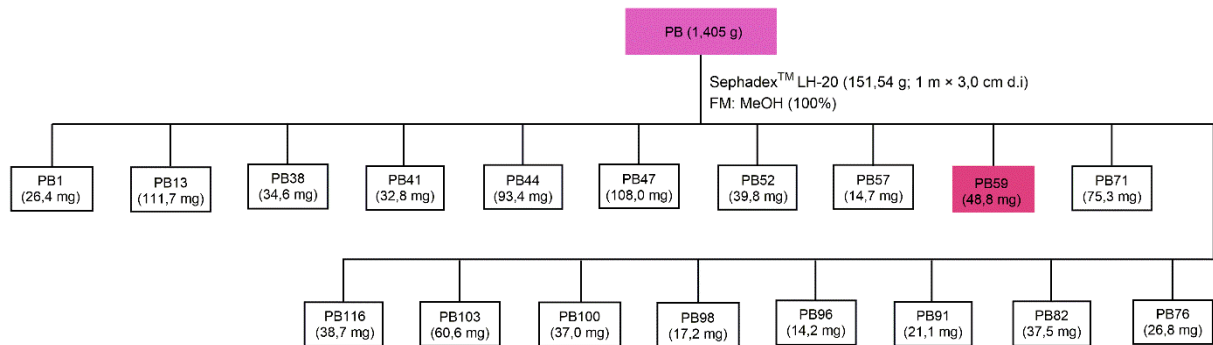 PB (1,405 g)
Sephadex™ LH-20 (151,54 g; 1 m × 3,0 cm d.i)
FM: MeOH (100%)
PB1
(26,4 mg)
PB13
(111,7 mg)
PB38
(34,6 mg)
PB41
(32,8 mg)
PB44
(93,4 mg)
PB47
(108,0 mg)
PB52
(39,8 mg)
PB57
(14,7 mg)
PB59
(48,8 mg)
PB71
(75,3 mg)
PB116
(38,7 mg)
PB103
(60,6 mg)
PB100
(37,0 mg)
PB98
(17,2 mg)
PB96
(14,2 mg)
PB91
(21,1 mg)
PB82
(37,5 mg)
PB76
(26,8 mg)